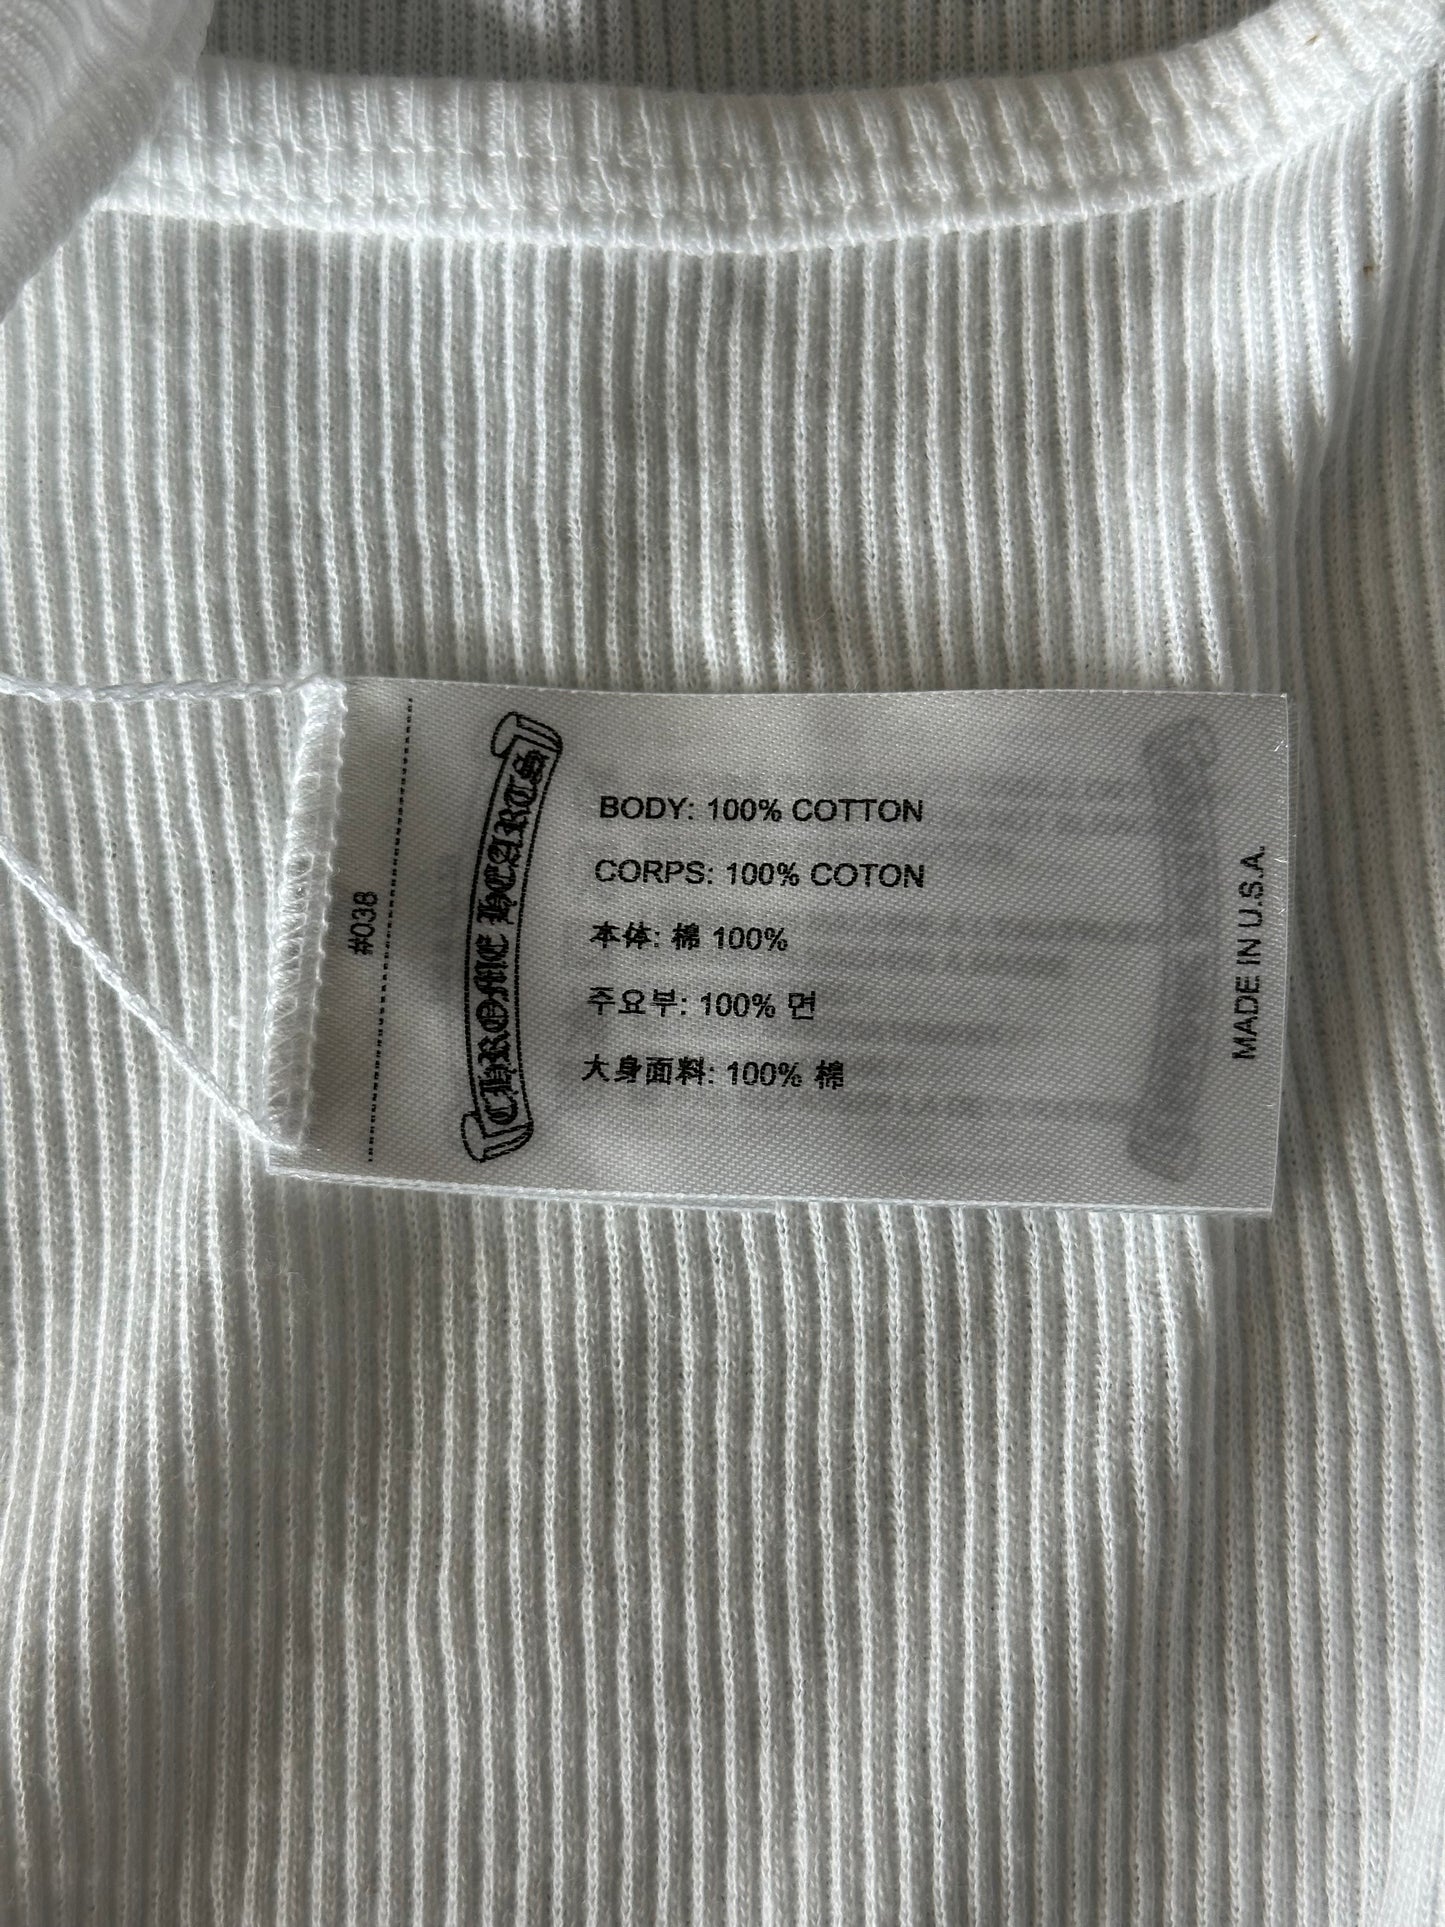 #038
CHROME HEARTS
BODY: 100% COTTON
CORPS: 100% COTON
本体: 棉 100%
주요부: 100% 면
大身面料: 100% 棉
MADE IN U.S.A.